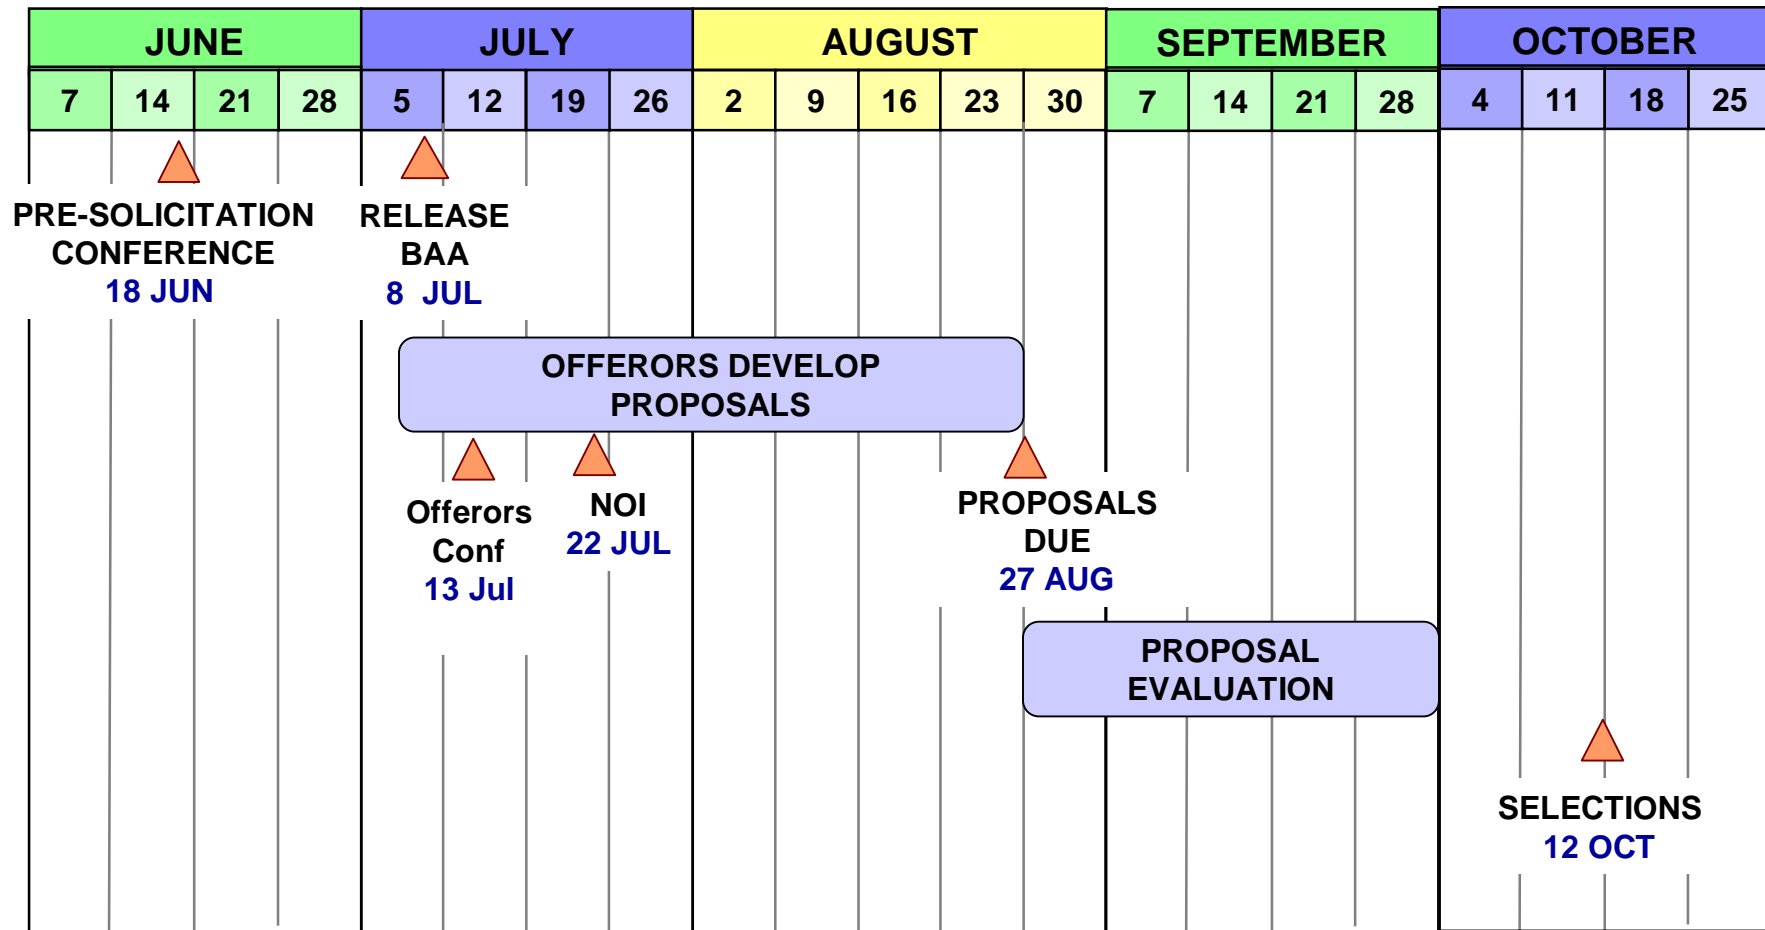 JUNE JULY AUGUST SEPTEMBER OCTOBER
7 14 21 28 5 12 19 26 2 9 16 23 30 7 14 21 28 4 11 18 25
PRE-SOLICITATION
CONFERENCE
18 JUN
RELEASE
BAA
8 JUL
OFFERORS DEVELOP
PROPOSALS
Offerors
Conf
13 Jul
NOI
22 JUL
PROPOSALS
DUE
27 AUG
PROPOSAL
EVALUATION
SELECTIONS
12 OCT